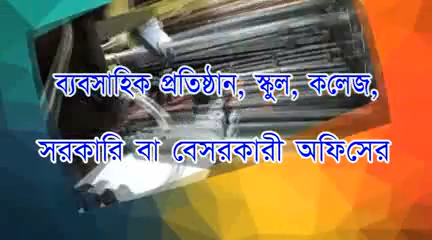 ব্যবসাহিক প্রতিষ্ঠান, স্কুল, কলেজ,
সরকারি বা বেসরকারী অফিসের